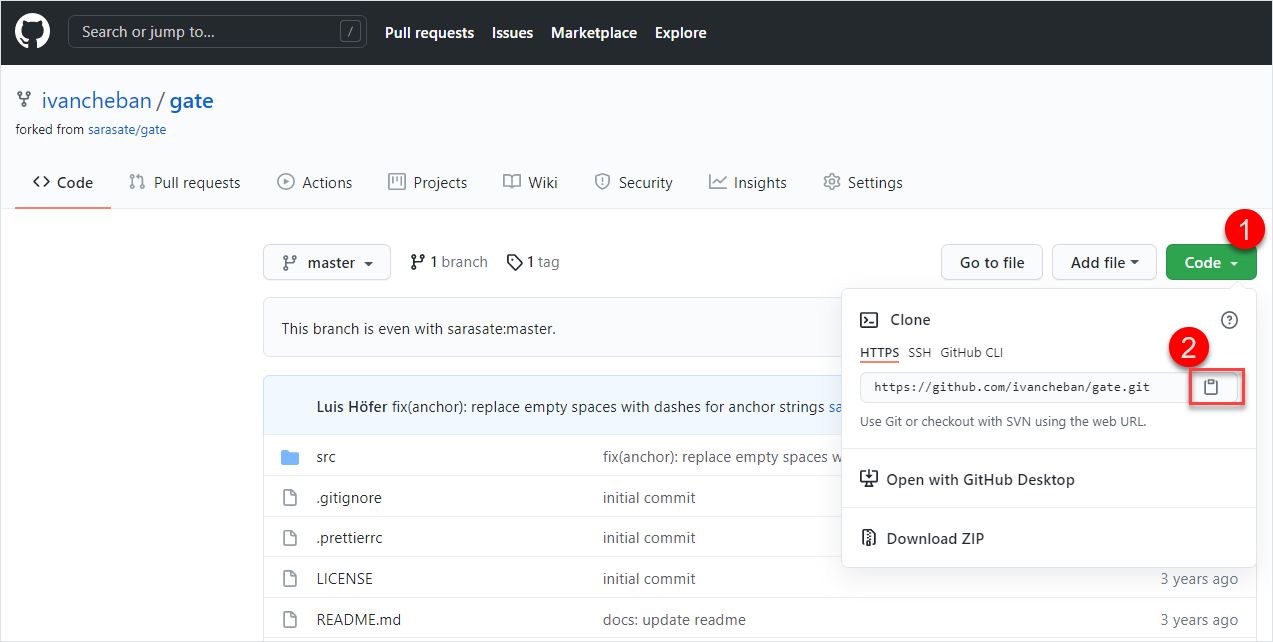 Search or jump to... / Pull requests Issues Marketplace Explore
ivancheban / gate
forked from sarasate/gate
Code Pull requests Actions Projects Wiki Security Insights Settings
1
master 1 branch 1 tag Go to file Add file Code
This branch is even with sarasate:master.
Clone
HTTPS SSH GitHub CLI
2
https://github.com/ivancheban/gate.git
Use Git or checkout with SVN using the web URL.
Open with GitHub Desktop
Download ZIP
Luis Höfer fix(anchor): replace empty spaces with dashes for anchor strings sa
src fix(anchor): replace empty spaces w
.gitignore initial commit
.prettierrc initial commit
LICENSE initial commit 3 years ago
README.md docs: update readme 3 years ago